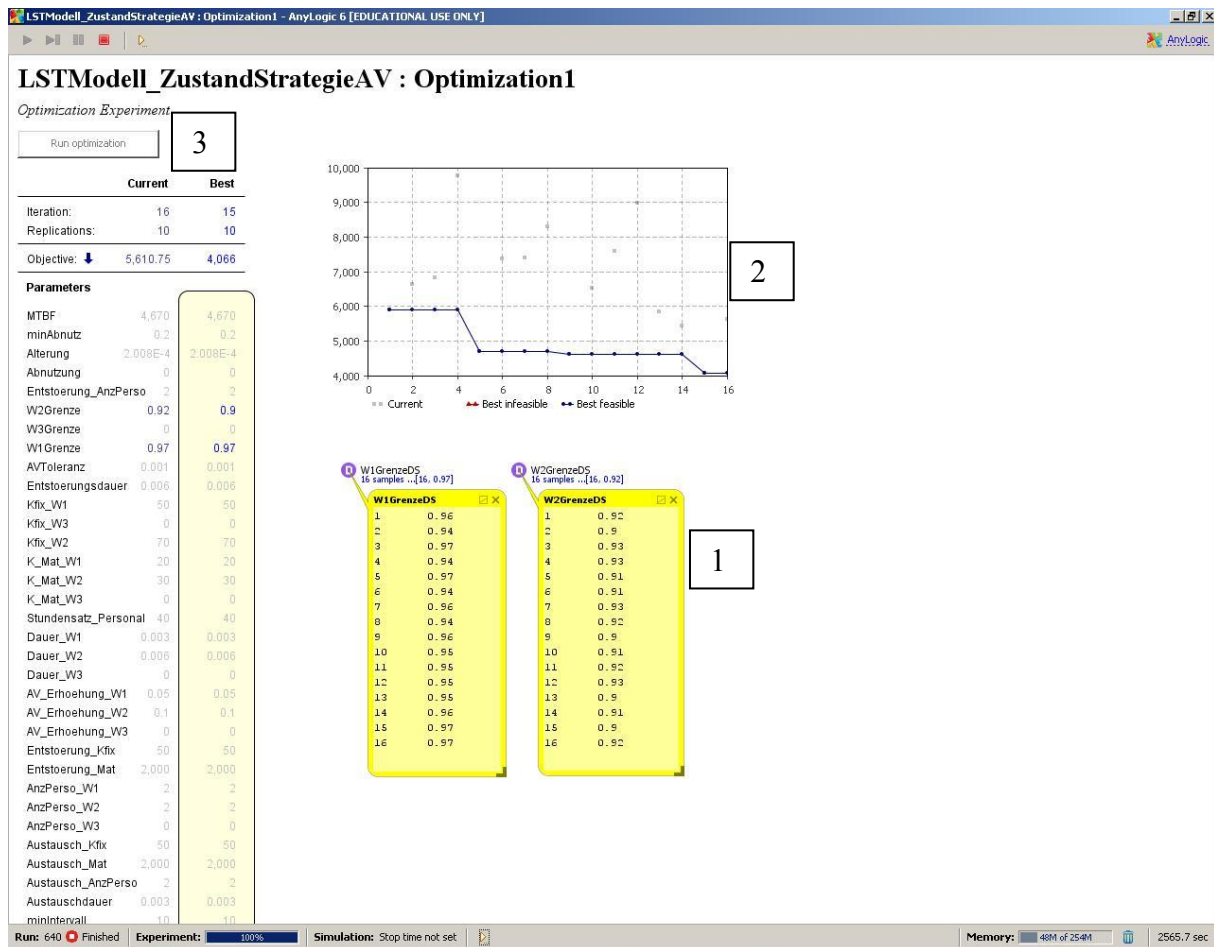 LSTModell_ZustandStrategieAV : Optimization1 - AnyLogic 6 [EDUCATIONAL USE ONLY]
AnyLogic
LSTModell_ZustandStrategieAV : Optimization1
Optimization Experiment
Run optimization
3
Current Best
Iteration: 16 15
Replications: 10 10
Objective: 5,610.75 4,066
Parameters
MTBF 4,670 4,670
minAbnutz 0.2 0.2
Alterung 2.008E-4 2.008E-4
Abnutzung 0 0
Entstoerung_AnzPerso 2 2
W2Grenze 0.92 0.9
W3Grenze 0 0
W1Grenze 0.97 0.97
AVToleranz 0.001 0.001
Entstoerungsdauer 0.006 0.006
Kfix_W1 50 50
Kfix_W3 0 0
Kfix_W2 70 70
K_Mat_W1 20 20
K_Mat_W2 30 30
K_Mat_W3 0 0
Stundensatz_Personal 40 40
Dauer_W1 0.003 0.003
Dauer_W2 0.006 0.006
Dauer_W3 0 0
AV_Erhoehung_W1 0.05 0.05
AV_Erhoehung_W2 0.1 0.1
AV_Erhoehung_W3 0 0
Entstoerung_Kfix 50 50
Entstoerung_Mat 2,000 2,000
AnzPerso_W1 2 2
AnzPerso_W2 2 2
AnzPerso_W3 0 0
Austausch_Kfix 50 50
Austausch_Mat 2,000 2,000
Austausch_AnzPerso 2 2
Austauschdauer 0.003 0.003
minIntervall 10 10
10,000
9,000
8,000
7,000
6,000
5,000
4,000
0 2 4 6 8 10 12 14 16
Current Best infeasible Best feasible
2
W1GrenzeDS
16 samples ...[16, 0.97]
W1GrenzeDS
1 0.96
2 0.94
3 0.97
4 0.94
5 0.97
6 0.94
7 0.96
8 0.94
9 0.96
10 0.95
11 0.95
12 0.95
13 0.95
14 0.96
15 0.97
16 0.97
W2GrenzeDS
16 samples ...[16, 0.92]
W2GrenzeDS
1 0.92
2 0.9
3 0.93
4 0.93
5 0.91
6 0.91
7 0.93
8 0.92
9 0.9
10 0.91
11 0.92
12 0.93
13 0.9
14 0.91
15 0.9
16 0.92
1
Run: 640 Finished Experiment: 100% Simulation: Stop time not set Memory: 48M of 254M 2565.7 sec